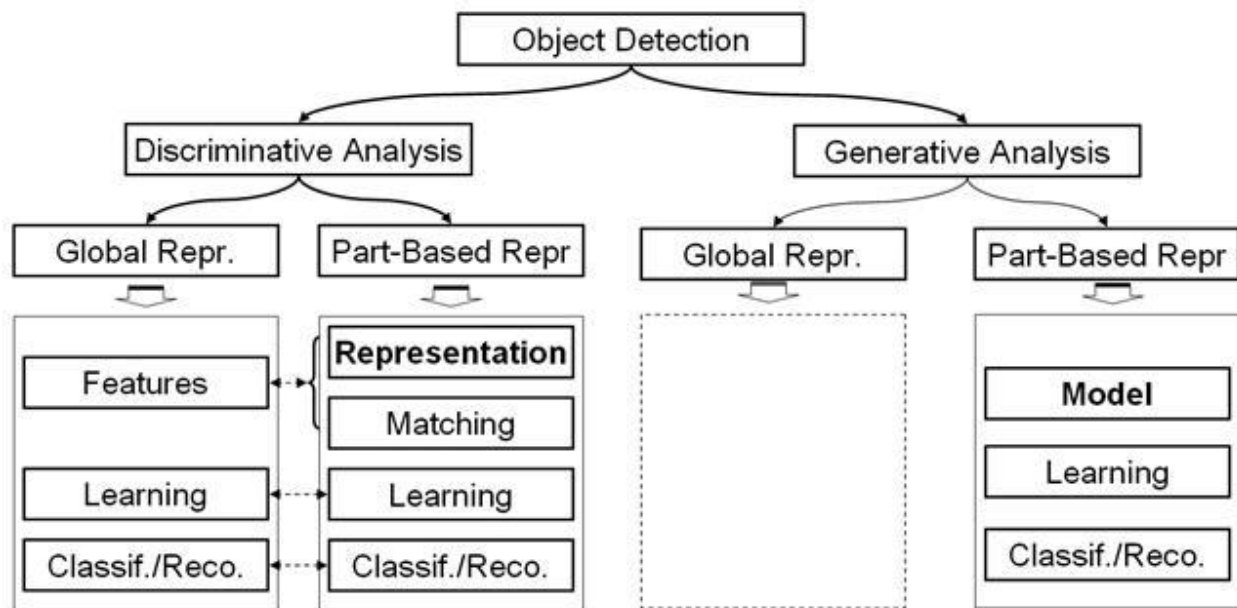 Object Detection
Discriminative Analysis
Generative Analysis
Global Repr.
Part-Based Repr
Global Repr.
Part-Based Repr
Features
Representation
Matching
Learning
Learning
Classif./Reco.
Classif./Reco.
Model
Learning
Classif./Reco.